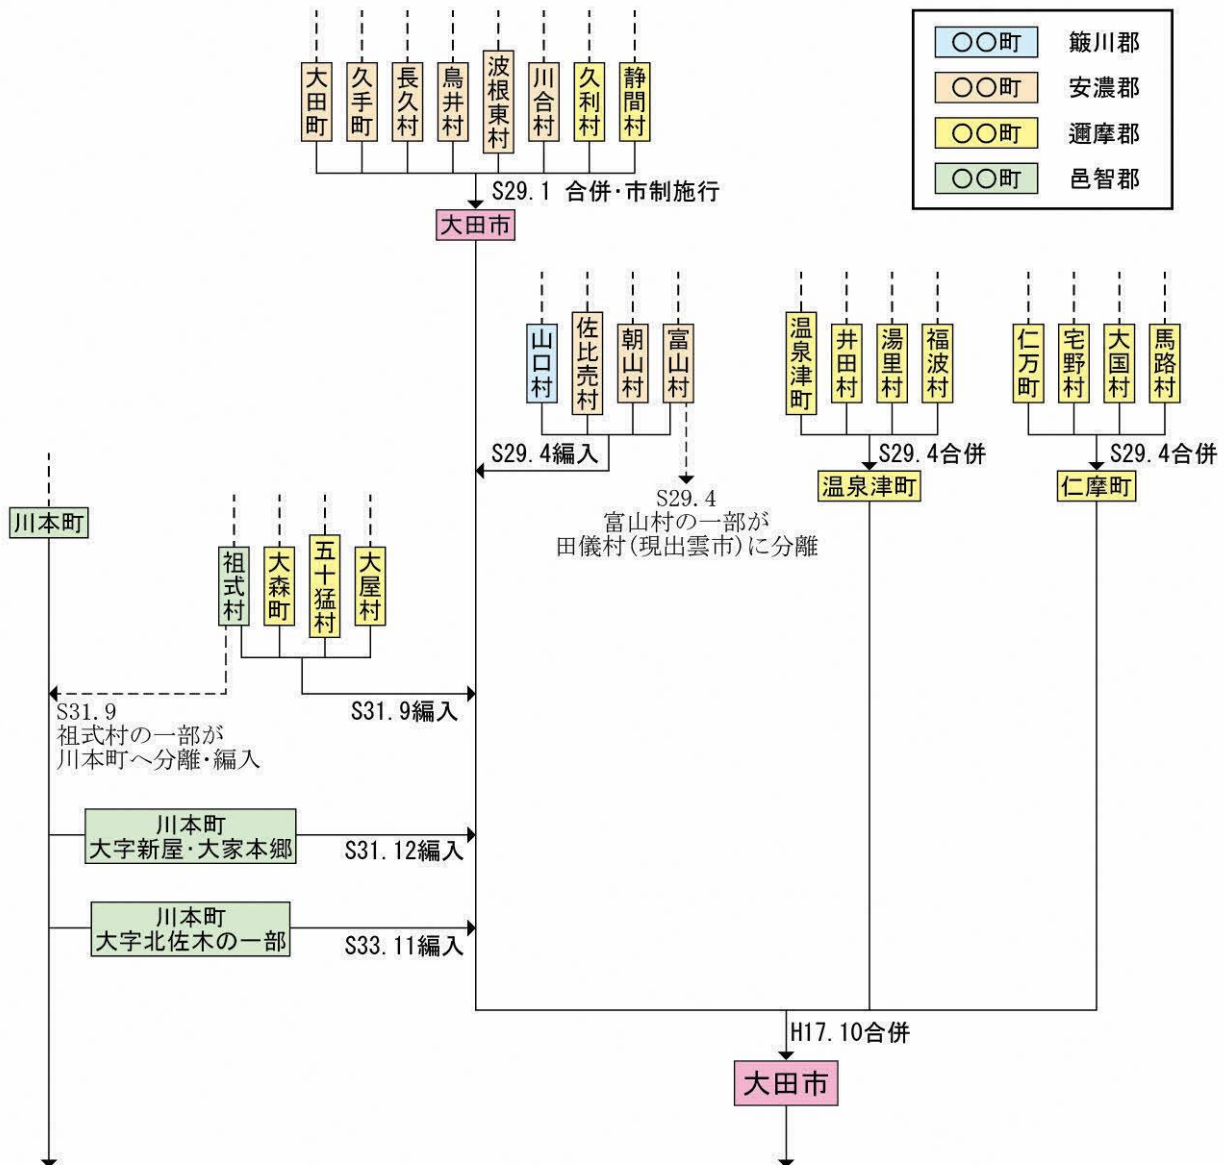 〇〇町 簸川郡
〇〇町 安濃郡
〇〇町 邇摩郡
〇〇町 邑智郡
大田町
久手町
長久村
鳥井村
波根東村
川合村
久利村
静間村
S29.1 合併・市制施行
大田市
山口村
佐比売村
朝山村
富山村
S29.4編入
S29.4
富山村の一部が
田儀村(現出雲市)に分離
温泉津町
井田村
湯里村
福波村
S29.4合併
温泉津町
仁万町
宅野村
大国村
馬路村
S29.4合併
仁摩町
川本町
祖式村
大森町
五十猛村
大屋村
S31.9編入
S31.9
祖式村の一部が
川本町へ分離・編入
川本町
大字新屋・大家本郷
S31.12編入
川本町
大字北佐木の一部
S33.11編入
H17.10合併
大田市